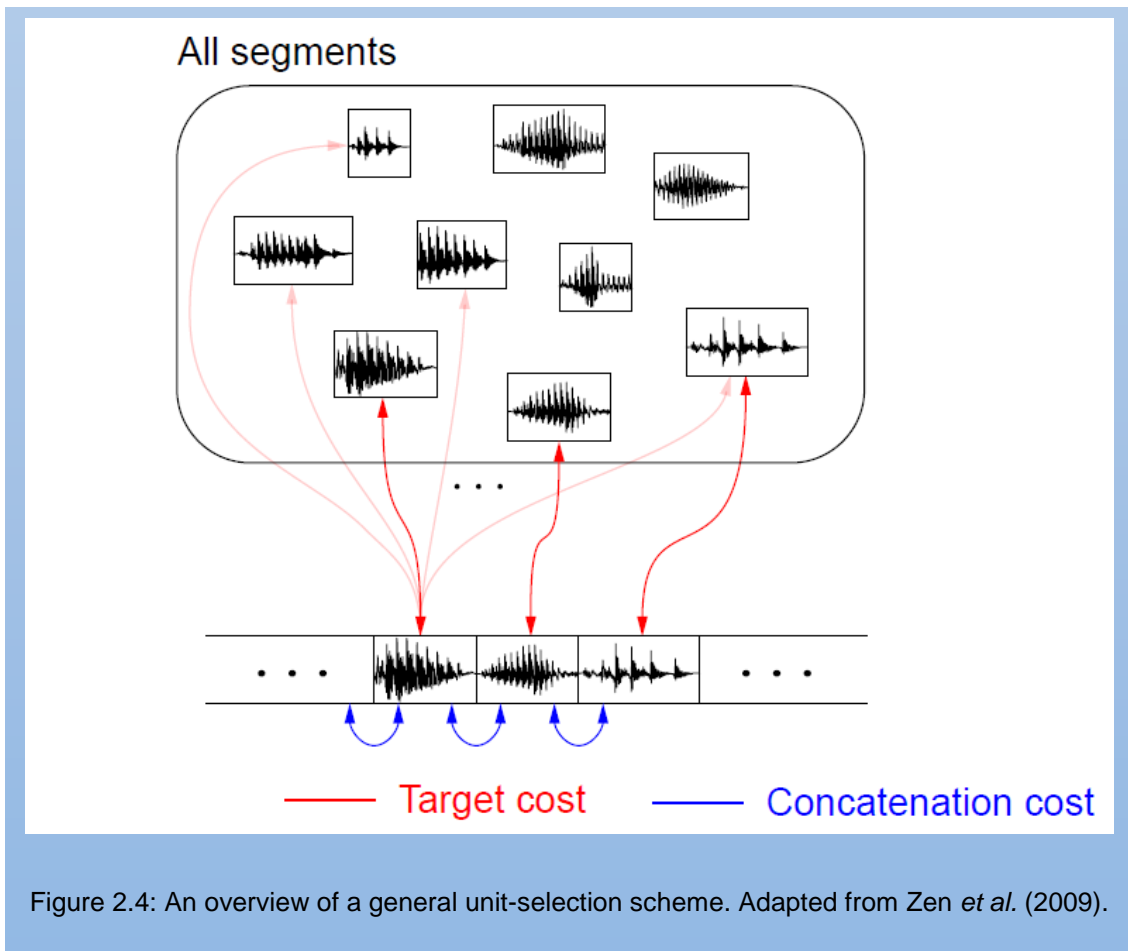 All segments
. . .
. . . . . .
Target cost Concatenation cost
Figure 2.4: An overview of a general unit-selection scheme. Adapted from Zen et al. (2009).